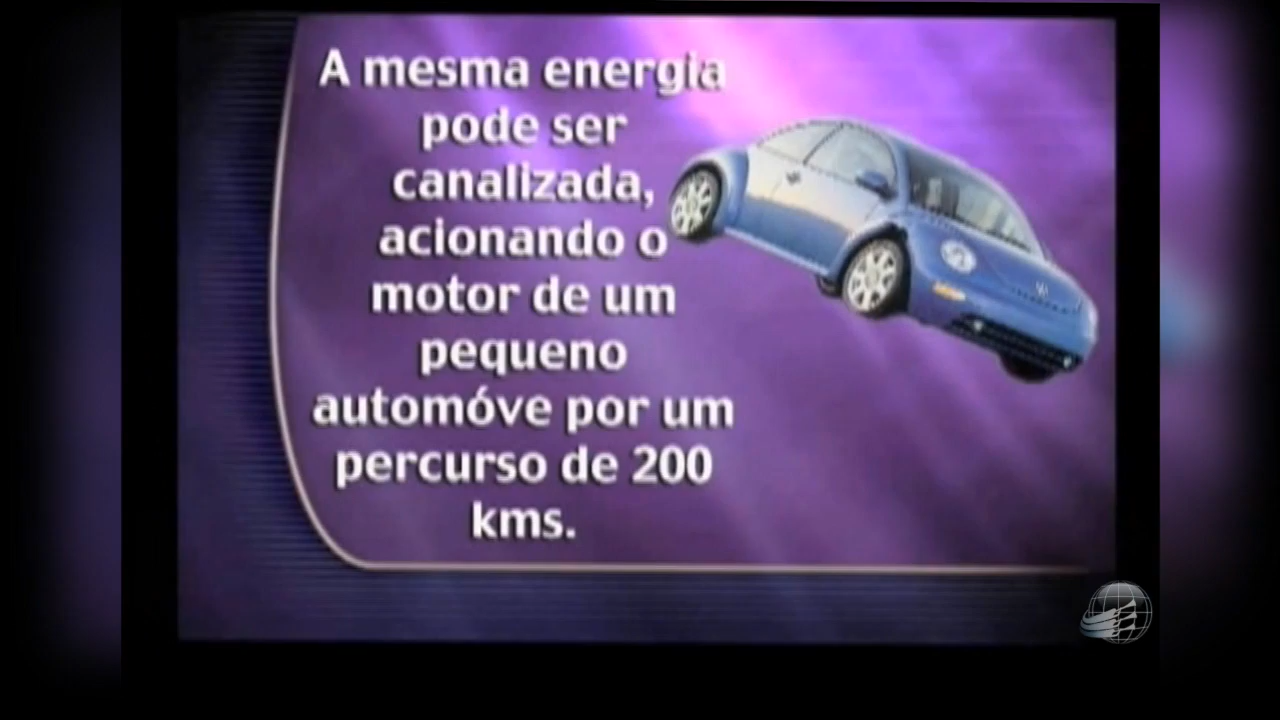 A mesma energia
pode ser
canalizada,
acionando o
motor de um
pequeno
automóve por um
percurso de 200
kms.